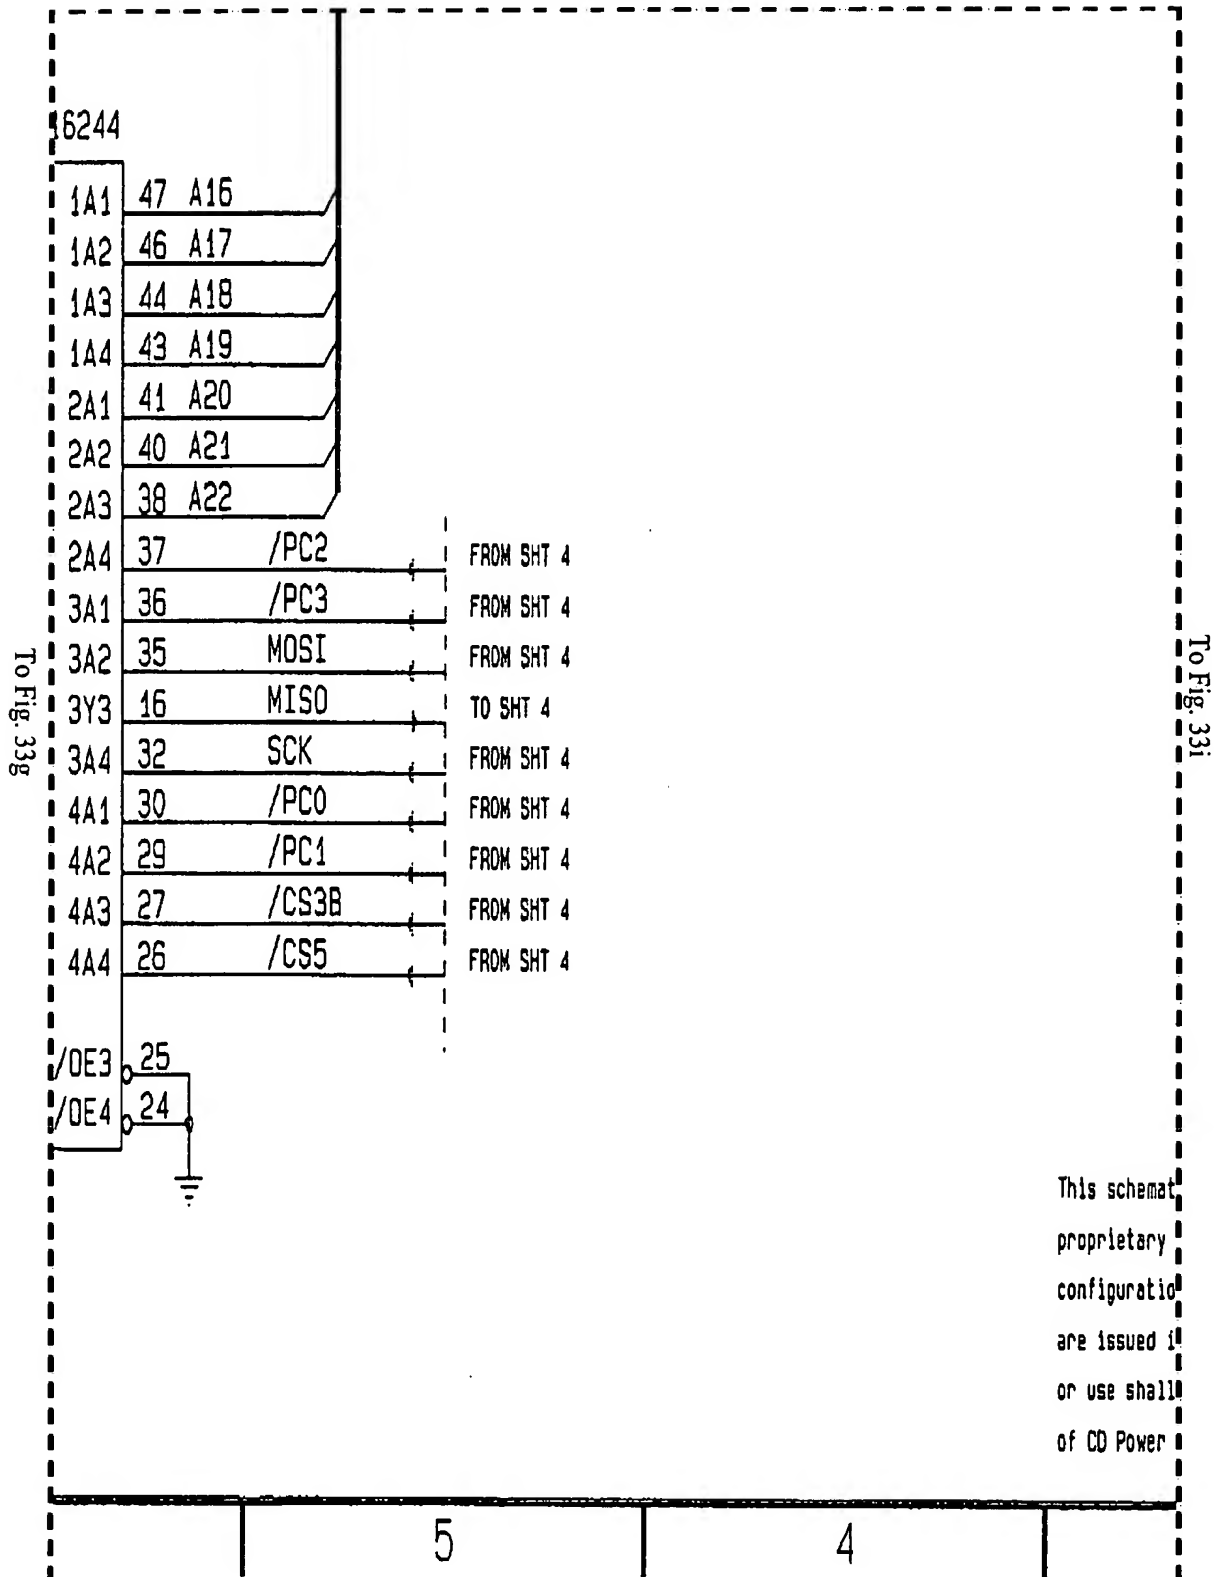 16244
1A1 47 A16
1A2 46 A17
1A3 44 A18
1A4 43 A19
2A1 41 A20
2A2 40 A21
2A3 38 A22
2A4 37 /PC2 FROM SHT 4
3A1 36 /PC3 FROM SHT 4
3A2 35 MOSI FROM SHT 4
3Y3 16 MISO TO SHT 4
3A4 32 SCK FROM SHT 4
4A1 30 /PC0 FROM SHT 4
4A2 29 /PC1 FROM SHT 4
4A3 27 /CS3B FROM SHT 4
4A4 26 /CS5 FROM SHT 4
/OE3 25
/OE4 24
To Fig. 33g
To Fig. 33i
This schemat
proprietary
configuratio
are issued i
or use shall
of CD Power
5 4